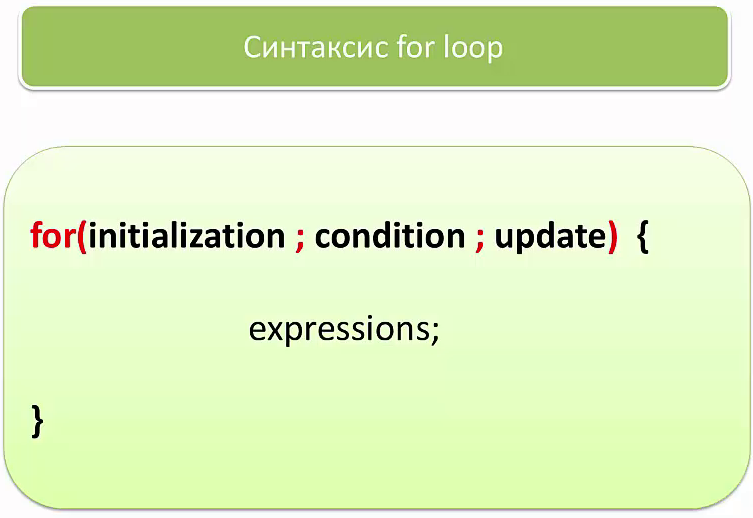 Синтаксис for loop
for(initialization ; condition ; update) {
expressions;
}